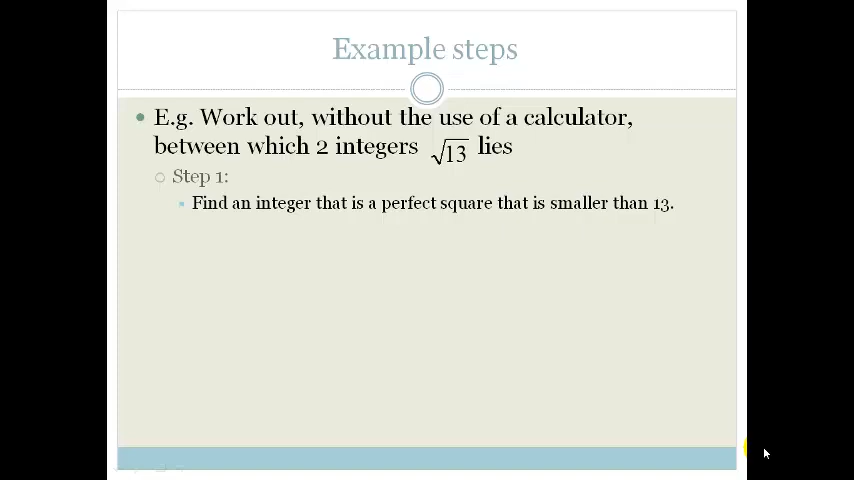 Example steps
E.g. Work out, without the use of a calculator,
between which 2 integers √13 lies
Step 1:
Find an integer that is a perfect square that is smaller than 13.